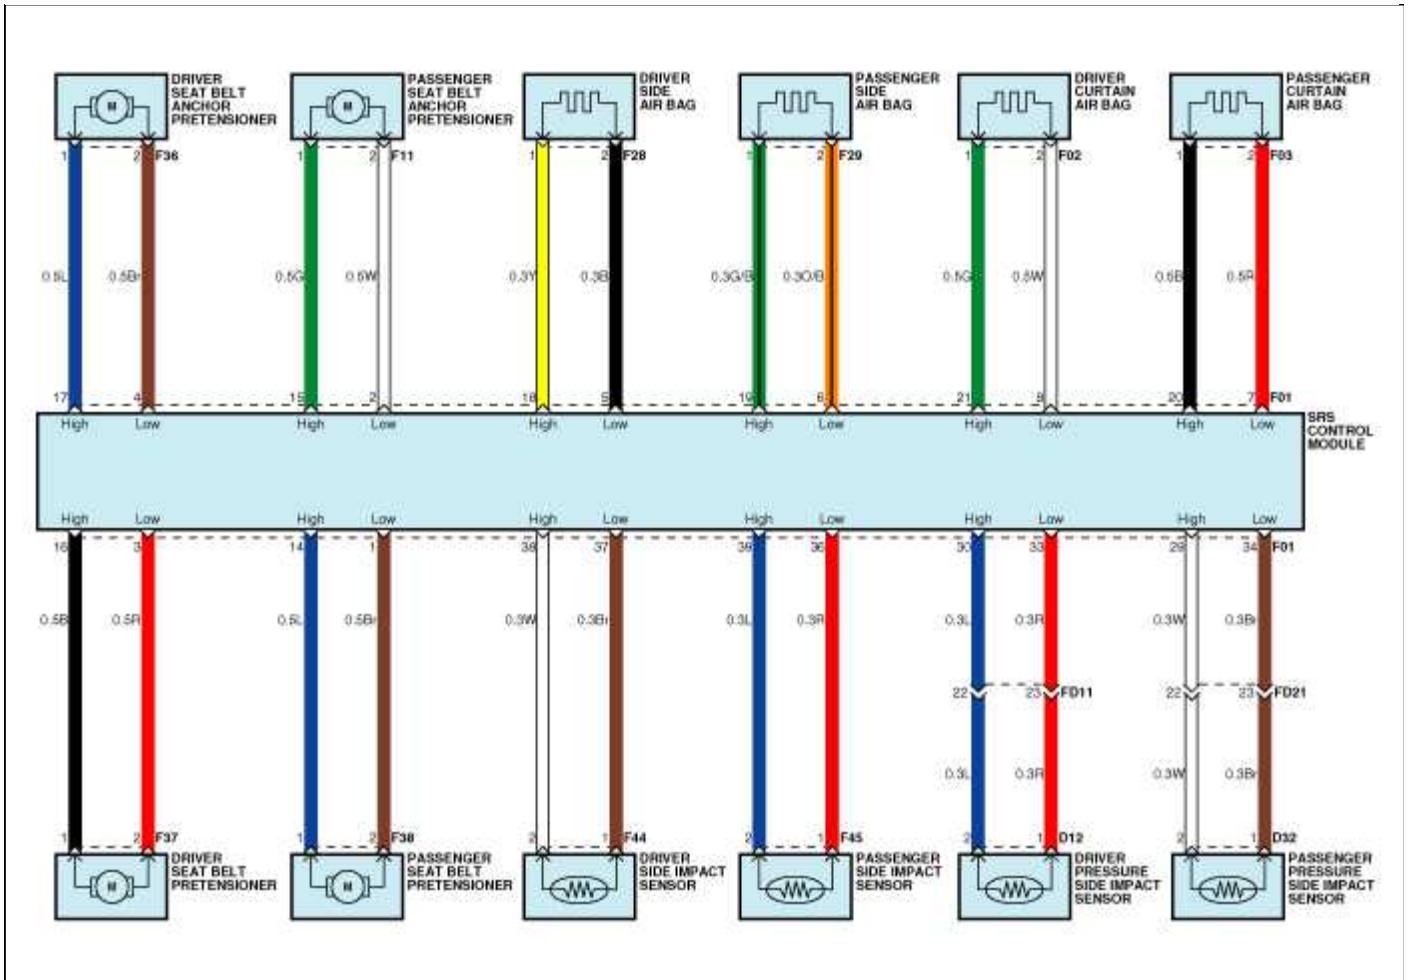 DRIVER
SEAT BELT
ANCHOR
PRETENSIONER
PASSENGER
SEAT BELT
ANCHOR
PRETENSIONER
DRIVER
SIDE
AIR BAG
PASSENGER
SIDE
AIR BAG
DRIVER
CURTAIN
AIR BAG
PASSENGER
CURTAIN
AIR BAG
M M
1 2 F36 1 2 F11 1 2 F28 1 2 F29 1 2 F02 1 2 F03
0.5L 0.5Br 0.5G 0.5W 0.3Y 0.3B 0.3G/B 0.3O/B 0.5G 0.5W 0.5B 0.5R
17 4 15 2 18 5 19 6 21 8 20 7 F01
High Low High Low High Low High Low High Low High Low
SRS
CONTROL
MODULE
High Low High Low High Low High Low High Low High Low
16 3 14 1 38 37 36 30 33 34 F01
0.5B 0.5R 0.5L 0.5Br 0.3W 0.3Br 0.3L 0.3R 0.3L 0.3R 0.3W 0.3Br
22 23 FD11 22 23 FD21
0.3L 0.3R 0.3W 0.3Br
1 2 F37 1 2 F38 2 1 F44 2 1 F45 2 1 D12 2 1 D32
M M
DRIVER
SEAT BELT
PRETENSIONER
PASSENGER
SEAT BELT
PRETENSIONER
DRIVER
SIDE IMPACT
SENSOR
PASSENGER
SIDE IMPACT
SENSOR
DRIVER
PRESSURE
SIDE IMPACT
SENSOR
PASSENGER
PRESSURE
SIDE IMPACT
SENSOR